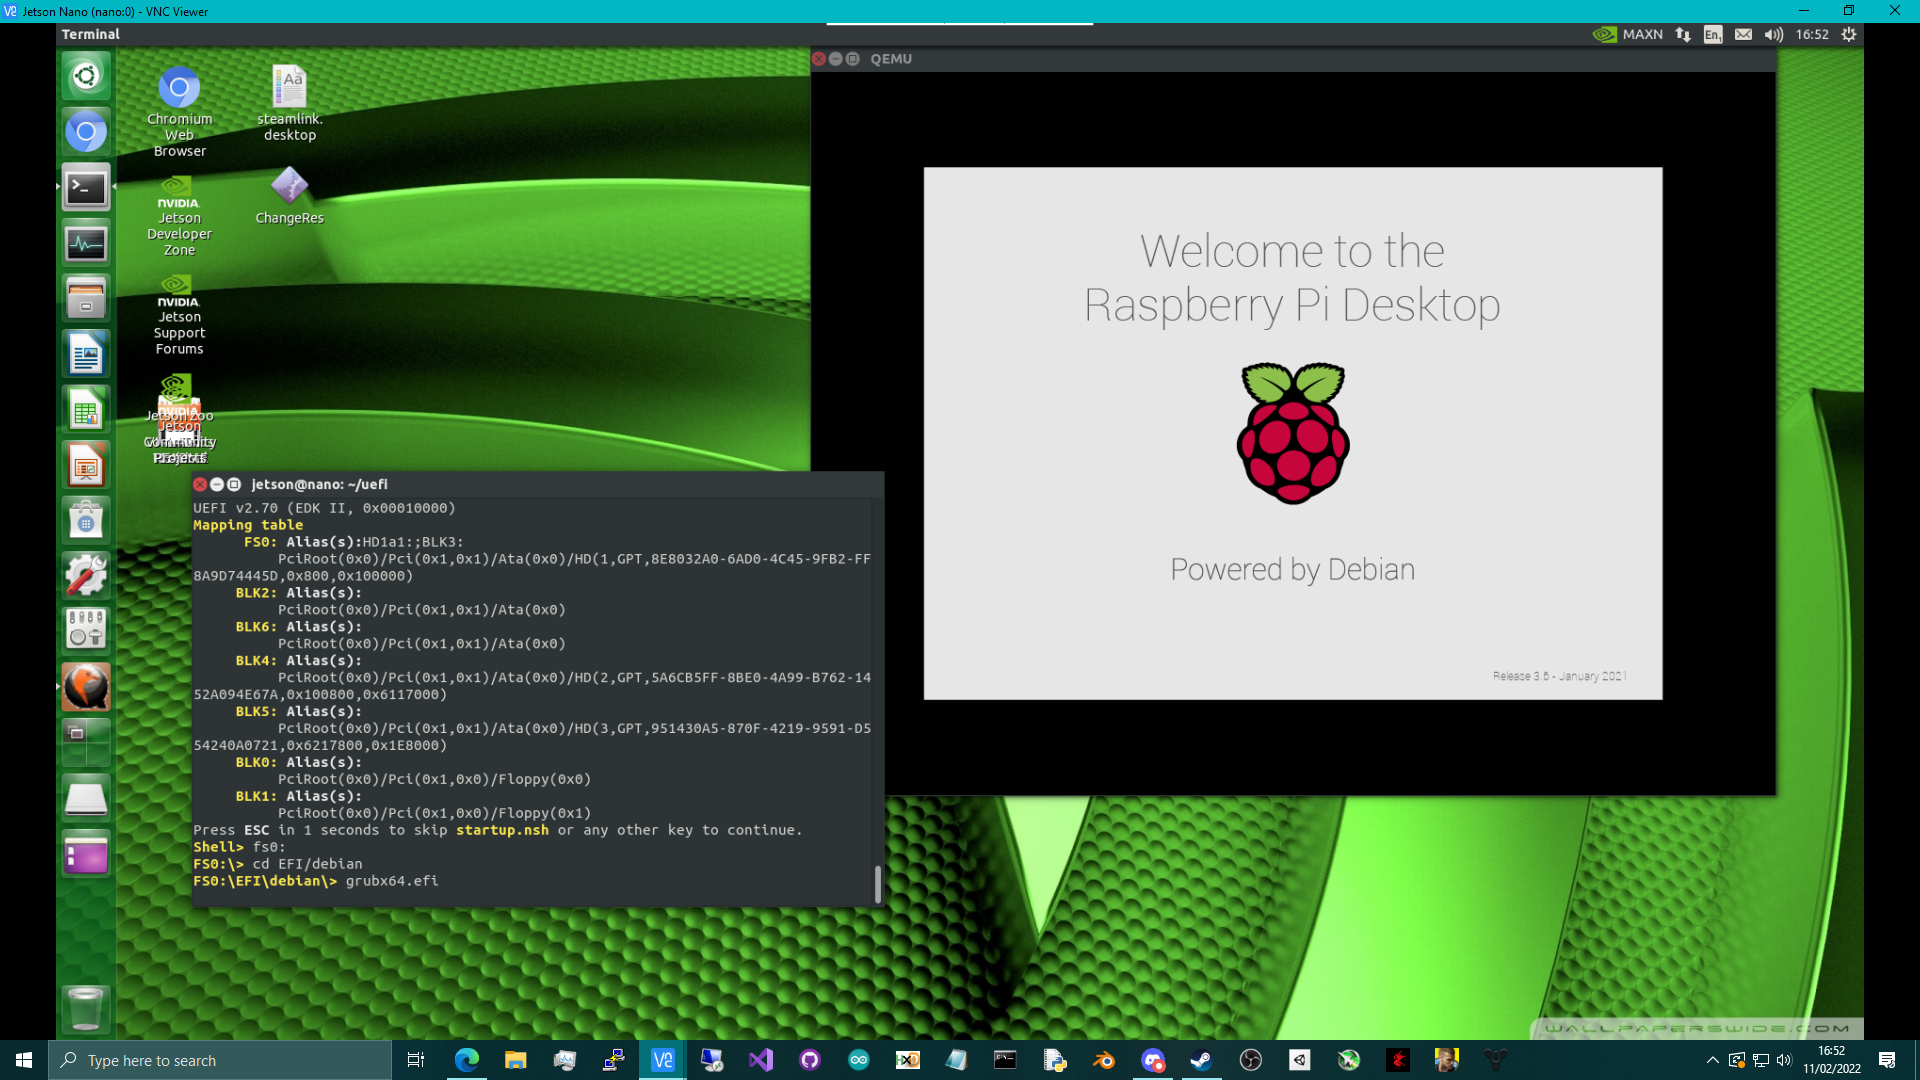 Jetson Nano (nano:0) - VNC Viewer
Terminal
MAXN
En1
16:52
Chromium
Web
Browser
steamlink.
desktop
NVIDIA.
Jetson
Developer
Zone
ChangeRes
NVIDIA.
Jetson
Support
Forums
Jetson Zoo
NVIDIA.
Jetson
Community
Projects
QEMU
Welcome to the
Raspberry Pi Desktop
Powered by Debian
Release 3.6 - January 2021
jetson@nano: ~/uefi
UEFI v2.70 (EDK II, 0x00010000)
Mapping table
FS0: Alias(s):HD1a1:;BLK3:
PciRoot(0x0)/Pci(0x1,0x1)/Ata(0x0)/HD(1,GPT,8E8032A0-6AD0-4C45-9FB2-FF
8A9D74445D,0x800,0x100000)
BLK2: Alias(s):
PciRoot(0x0)/Pci(0x1,0x1)/Ata(0x0)
BLK6: Alias(s):
PciRoot(0x0)/Pci(0x1,0x1)/Ata(0x0)
BLK4: Alias(s):
PciRoot(0x0)/Pci(0x1,0x1)/Ata(0x0)/HD(2,GPT,5A6CB5FF-8BE0-4A99-B762-14
52A094E67A,0x100800,0x6117000)
BLK5: Alias(s):
PciRoot(0x0)/Pci(0x1,0x1)/Ata(0x0)/HD(3,GPT,951430A5-870F-4219-9591-D5
54240A0721,0x6217800,0x1E8000)
BLK0: Alias(s):
PciRoot(0x0)/Pci(0x1,0x0)/Floppy(0x0)
BLK1: Alias(s):
PciRoot(0x0)/Pci(0x1,0x0)/Floppy(0x1)
Press ESC in 1 seconds to skip startup.nsh or any other key to continue.
Shell> fs0:
FS0:\> cd EFI/debian
FS0:\EFI\debian\> grubx64.efi
WALLPAPERSWIDE.COM
Type here to search
16:52
11/02/2022